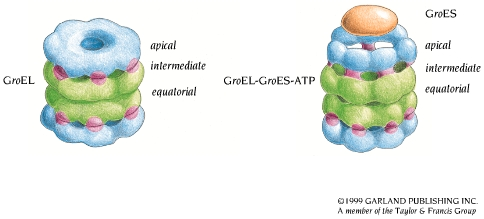 GroEL
apical
intermediate
equatorial
GroEL-GroES-ATP
GroES
apical
intermediate
equatorial
©1999 GARLAND PUBLISHING INC.
A member of the Taylor & Francis Group